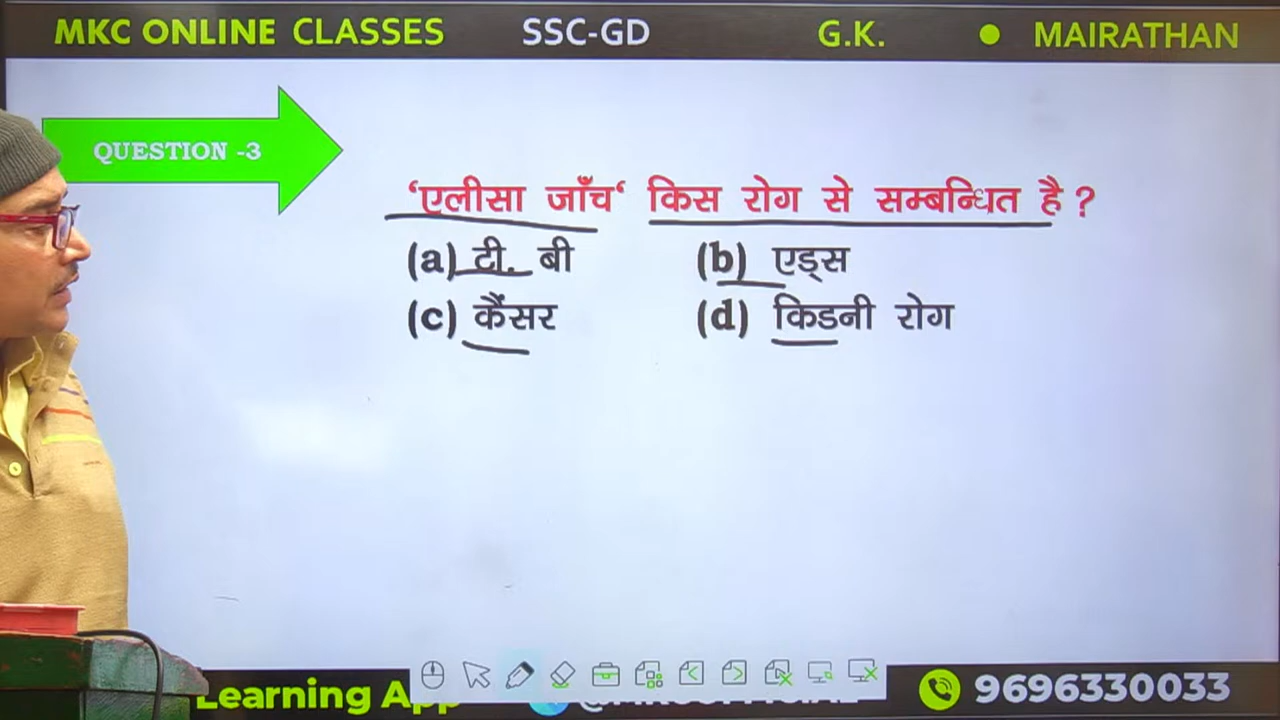 MKC ONLINE CLASSES SSC-GD G.K. ● MAIRATHAN
QUESTION -3
‘एलीसा जाँच‘ किस रोग से सम्बन्धित है ?
(a) टी. बी (b) एड्स
(c) कैंसर (d) किडनी रोग
Learning App 9696330033